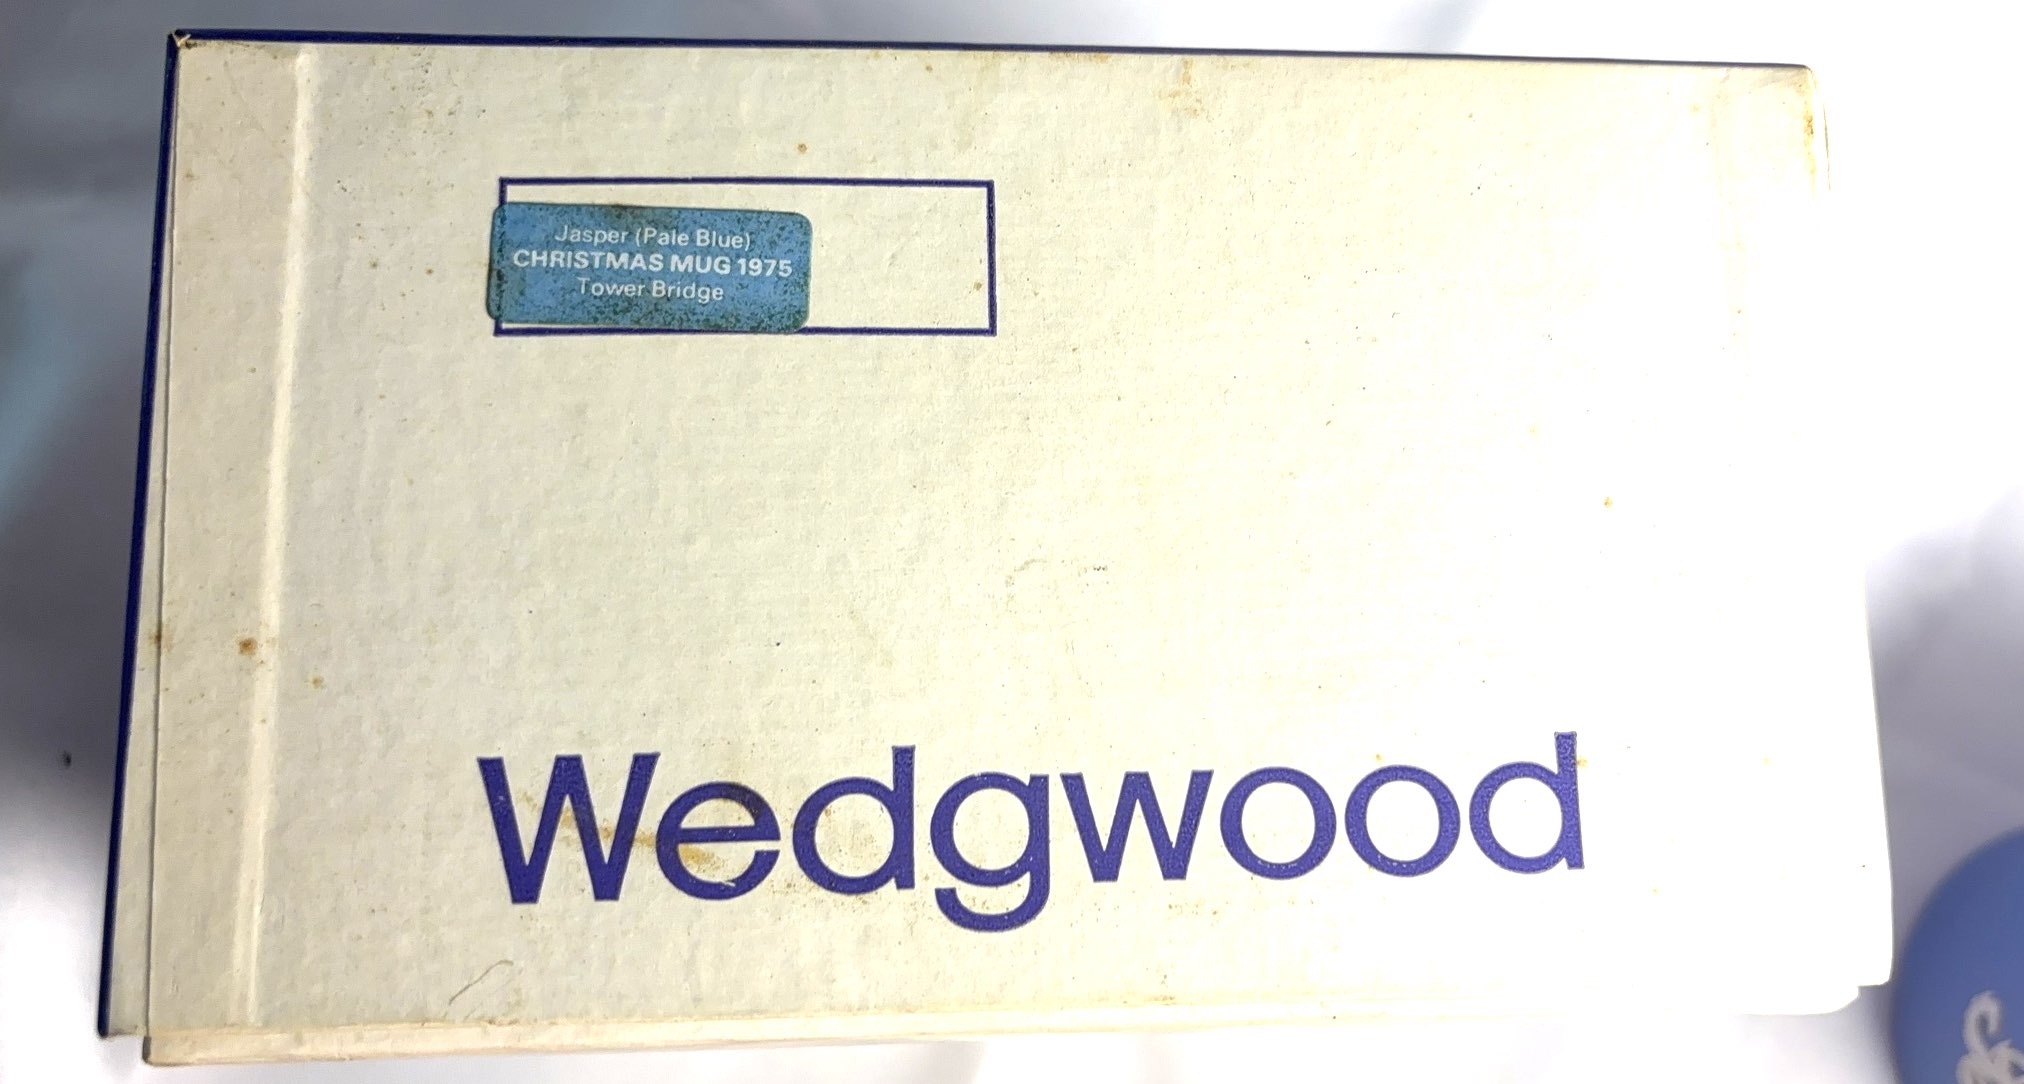 Jasper (Pale Blue)
CHRISTMAS MUG 1975
Tower Bridge
Wedgwood